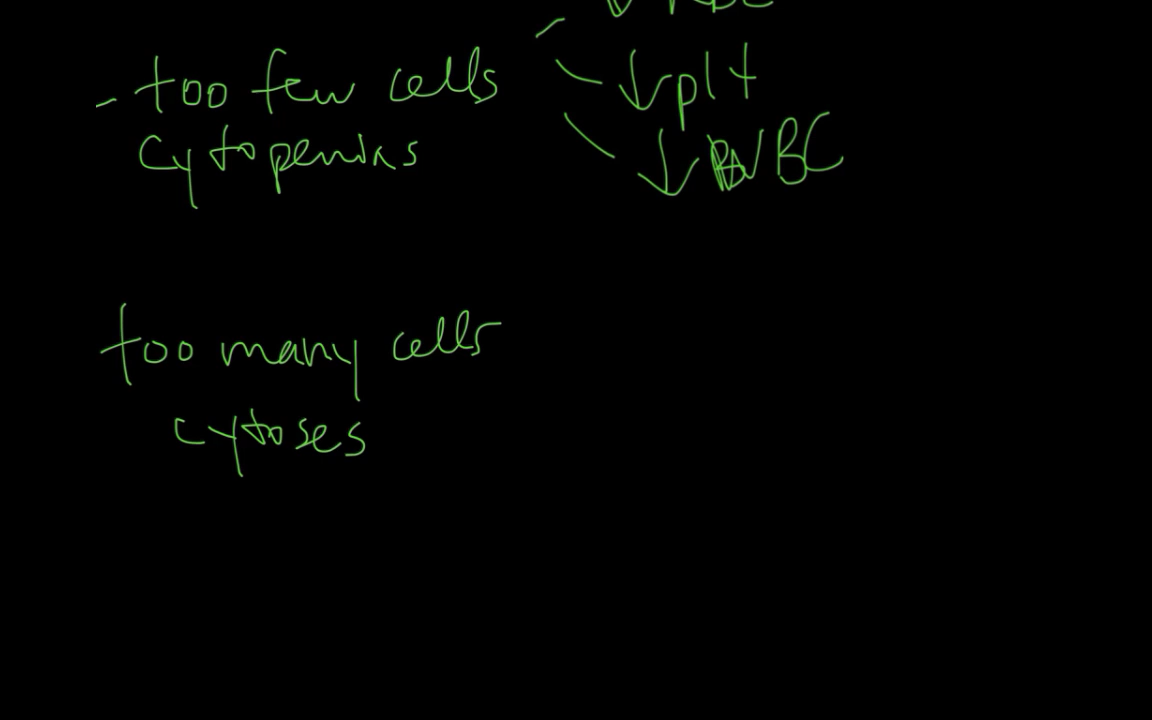 - too few cells
cytopenias
↓ plt
↓ WBC
too many cells
cytoses